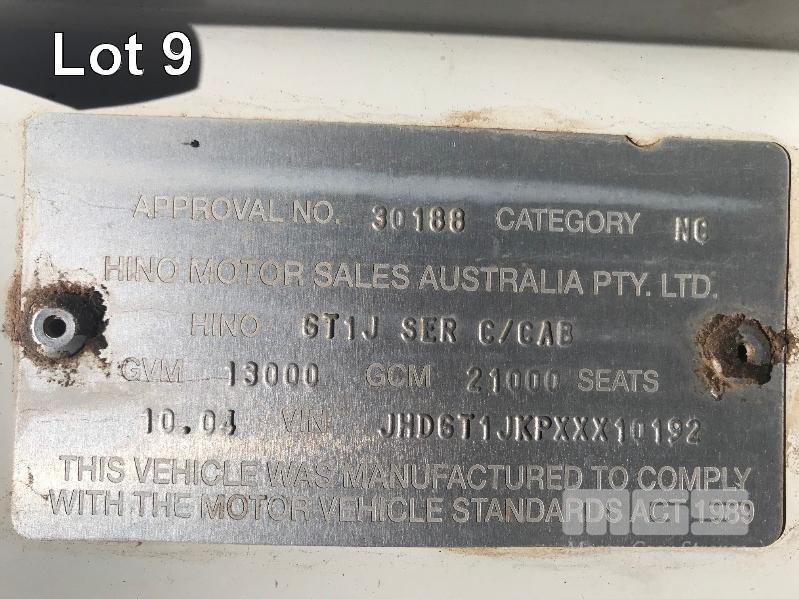 Lot 9
APPROVAL NO. 30188 CATEGORY NC
HINO MOTOR SALES AUSTRALIA PTY. LTD.
HINO GT1J SER C/CAB
GVM 13000 GCM 21000 SEATS
10.04 VIN JHDGT1JKPXXX10192
THIS VEHICLE WAS MANUFACTURED TO COMPLY
WITH THE MOTOR VEHICLE STANDARDS ACT 1989